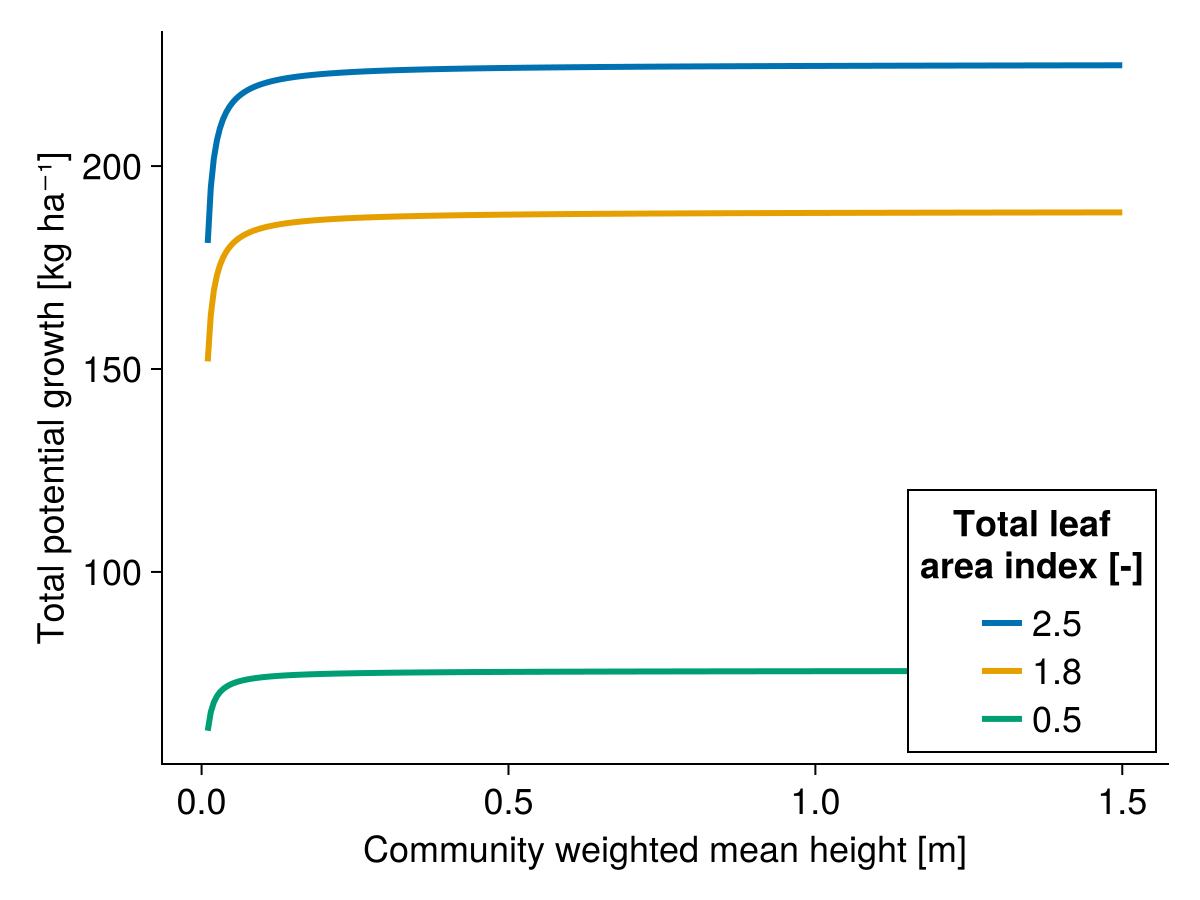 Total potential growth [kg ha⁻¹]
200
150
100
Total leaf
area index [-]
2.5
1.8
0.5
0.0
0.5
1.0
1.5
Community weighted mean height [m]